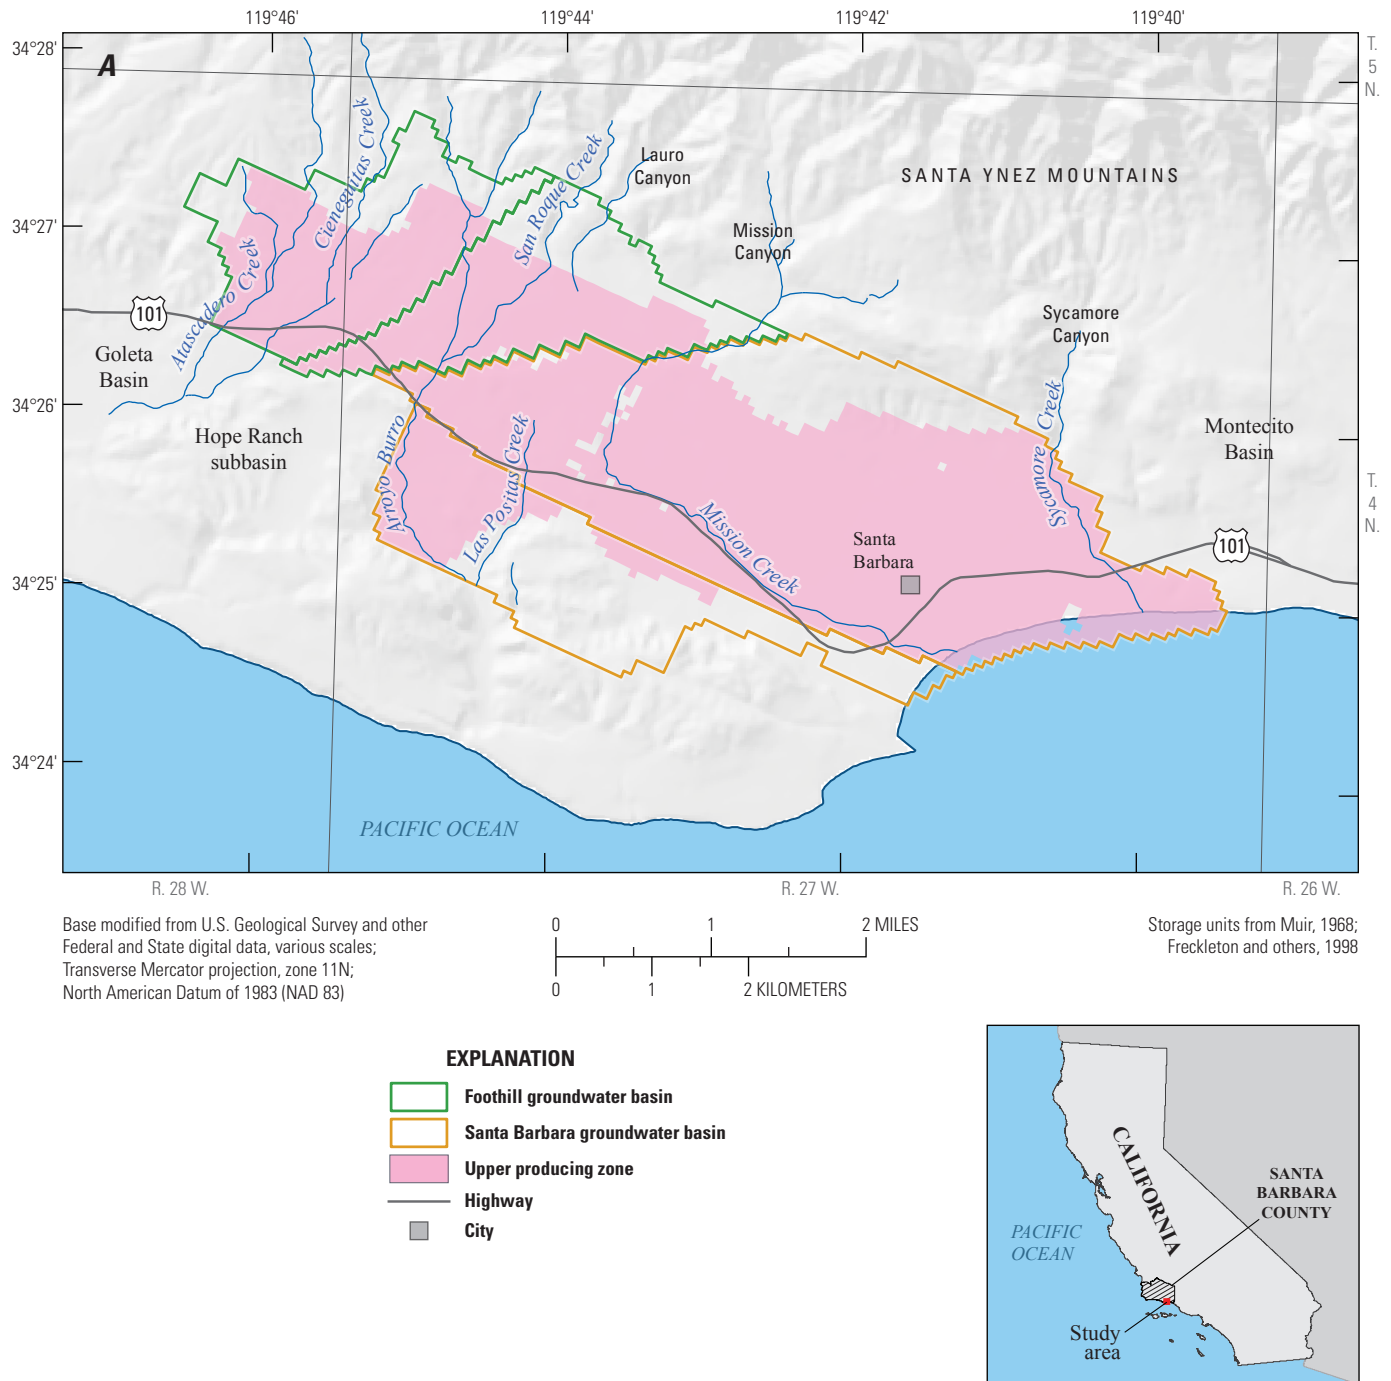 119°46'
119°44'
119°42'
119°40'
34°28'
34°27'
34°26'
34°25'
34°24'
T.
5
N.
T.
4
N.
A
Cieneguitas Creek
San Roque Creek
Lauro
Canyon
SANTA YNEZ MOUNTAINS
Mission
Canyon
Atascadero Creek
101
Goleta
Basin
Sycamore
Canyon
Hope Ranch
subbasin
Arroyo Burro
Las Positas Creek
Sycamore Creek
Montecito
Basin
Mission Creek
Santa
Barbara
101
PACIFIC OCEAN
R. 28 W.
R. 27 W.
R. 26 W.
Base modified from U.S. Geological Survey and other
Federal and State digital data, various scales;
Transverse Mercator projection, zone 11N;
North American Datum of 1983 (NAD 83)
0 1 2 MILES
0 1 2 KILOMETERS
Storage units from Muir, 1968;
Freckleton and others, 1998
EXPLANATION
Foothill groundwater basin
Santa Barbara groundwater basin
Upper producing zone
Highway
City
CALIFORNIA
SANTA
BARBARA
COUNTY
PACIFIC
OCEAN
Study
area